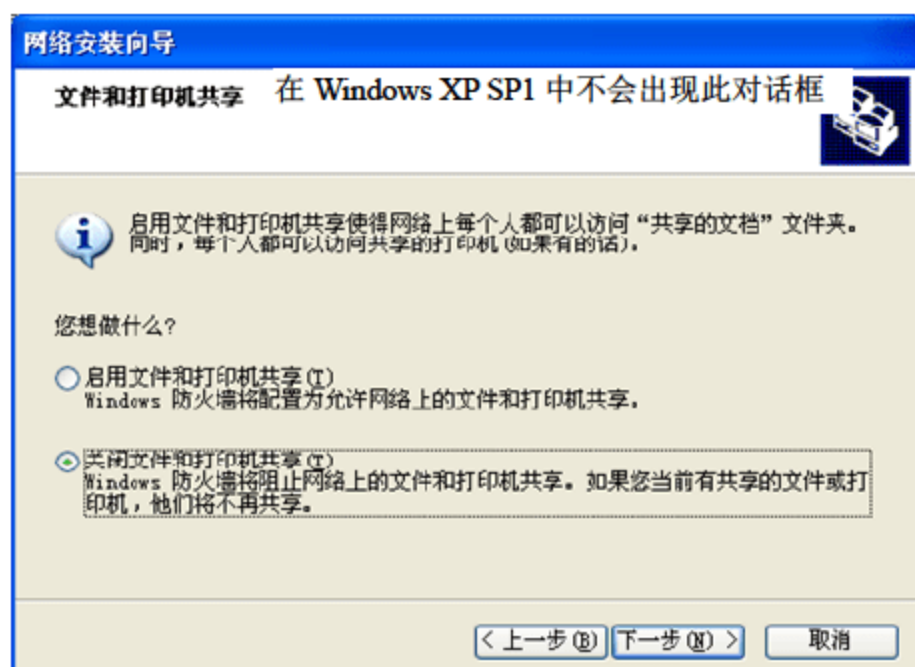 网络安装向导
文件和打印机共享 在 Windows XP SP1 中不会出现此对话框
启用文件和打印机共享使得网络上每个人都可以访问“共享的文档”文件夹。
同时,每个人都可以访问共享的打印机(如果有的话)。
您想做什么?
启用文件和打印机共享(T)
Windows 防火墙将配置为允许网络上的文件和打印机共享。
关闭文件和打印机共享(T)
Windows 防火墙将阻止网络上的文件和打印机共享。如果您当前有共享的文件或打
印机,他们将不再共享。
< 上一步(B) 下一步(N) > 取消